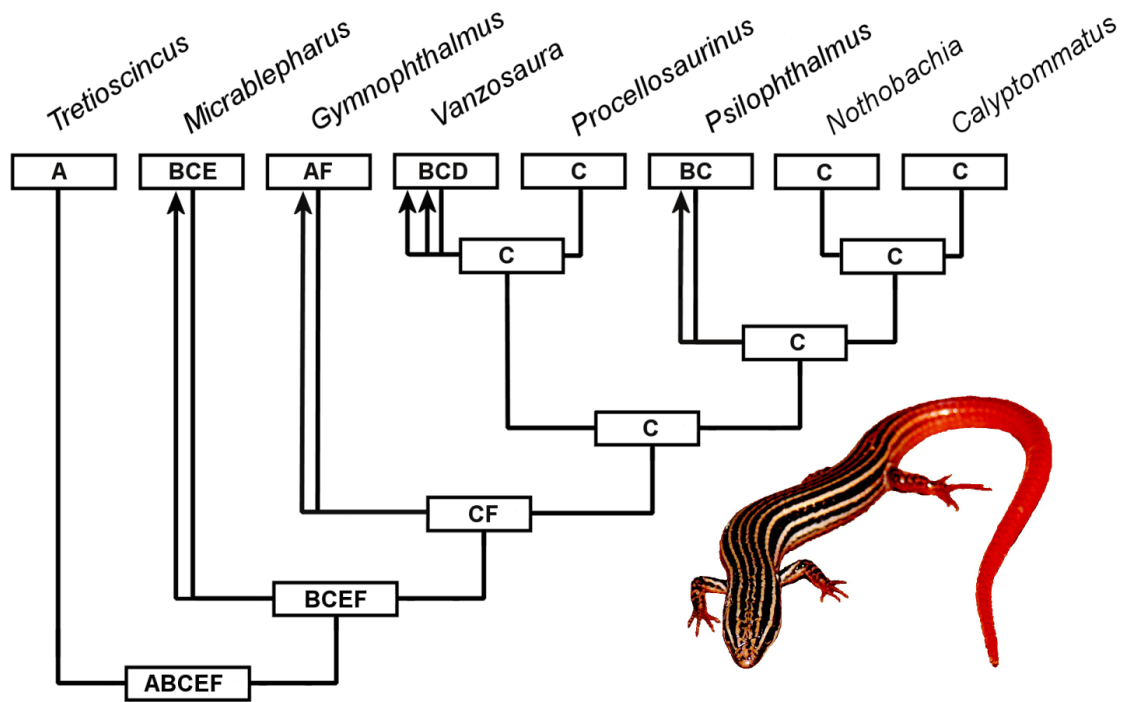 Tretioscincus
Micrablepharus
Gymnophthalmus
Vanzosaura
Procellosaurinus
Psilophthalmus
Nothobachia
Calyptommatus
A
BCE
AF
BCD
C
BC
C
C
C
C
C
C
CF
BCEF
ABCEF